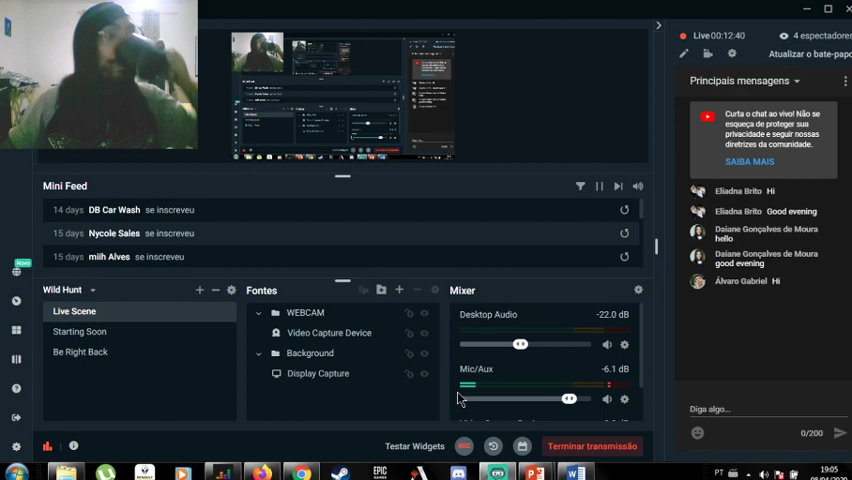 Live 00:12:40
4 espectadores
Atualizar o bate-papo
Principais mensagens
Curta o chat ao vivo! Não se
esqueça de proteger sua
privacidade e seguir nossas
diretrizes da comunidade.
SAIBA MAIS
Eliadna Brito Hi
Eliadna Brito Good evening
Daiane Gonçalves de Moura
hello
Daiane Gonçalves de Moura
good evening
Álvaro Gabriel Hi
Diga algo...
0/200
Mini Feed
14 days DB Car Wash se inscreveu
15 days Nycole Sales se inscreveu
15 days miih Alves se inscreveu
Novo
Wild Hunt
Live Scene
Starting Soon
Be Right Back
Fontes
WEBCAM
Video Capture Device
Background
Display Capture
Mixer
Desktop Audio -22.0 dB
Mic/Aux -6.1 dB
Testar Widgets
REC
Terminar transmissão
EPIC
GAMES
PT
19:05
08/04/2020